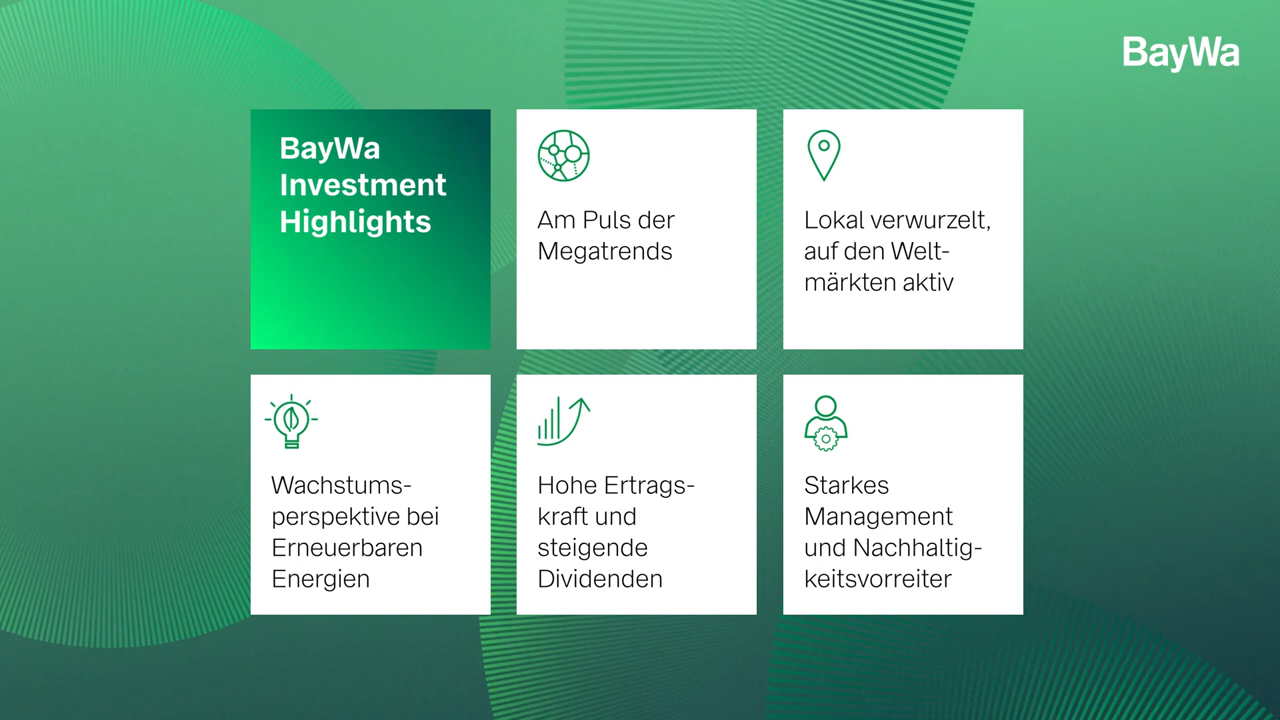 BayWa
BayWa
Investment
Highlights
Am Puls der
Megatrends
Lokal verwurzelt,
auf den Welt-
märkten aktiv
Wachstums-
perspektive bei
Erneuerbaren
Energien
Hohe Ertrags-
kraft und
steigende
Dividenden
Starkes
Management
und Nachhaltig-
keitsvorreiter